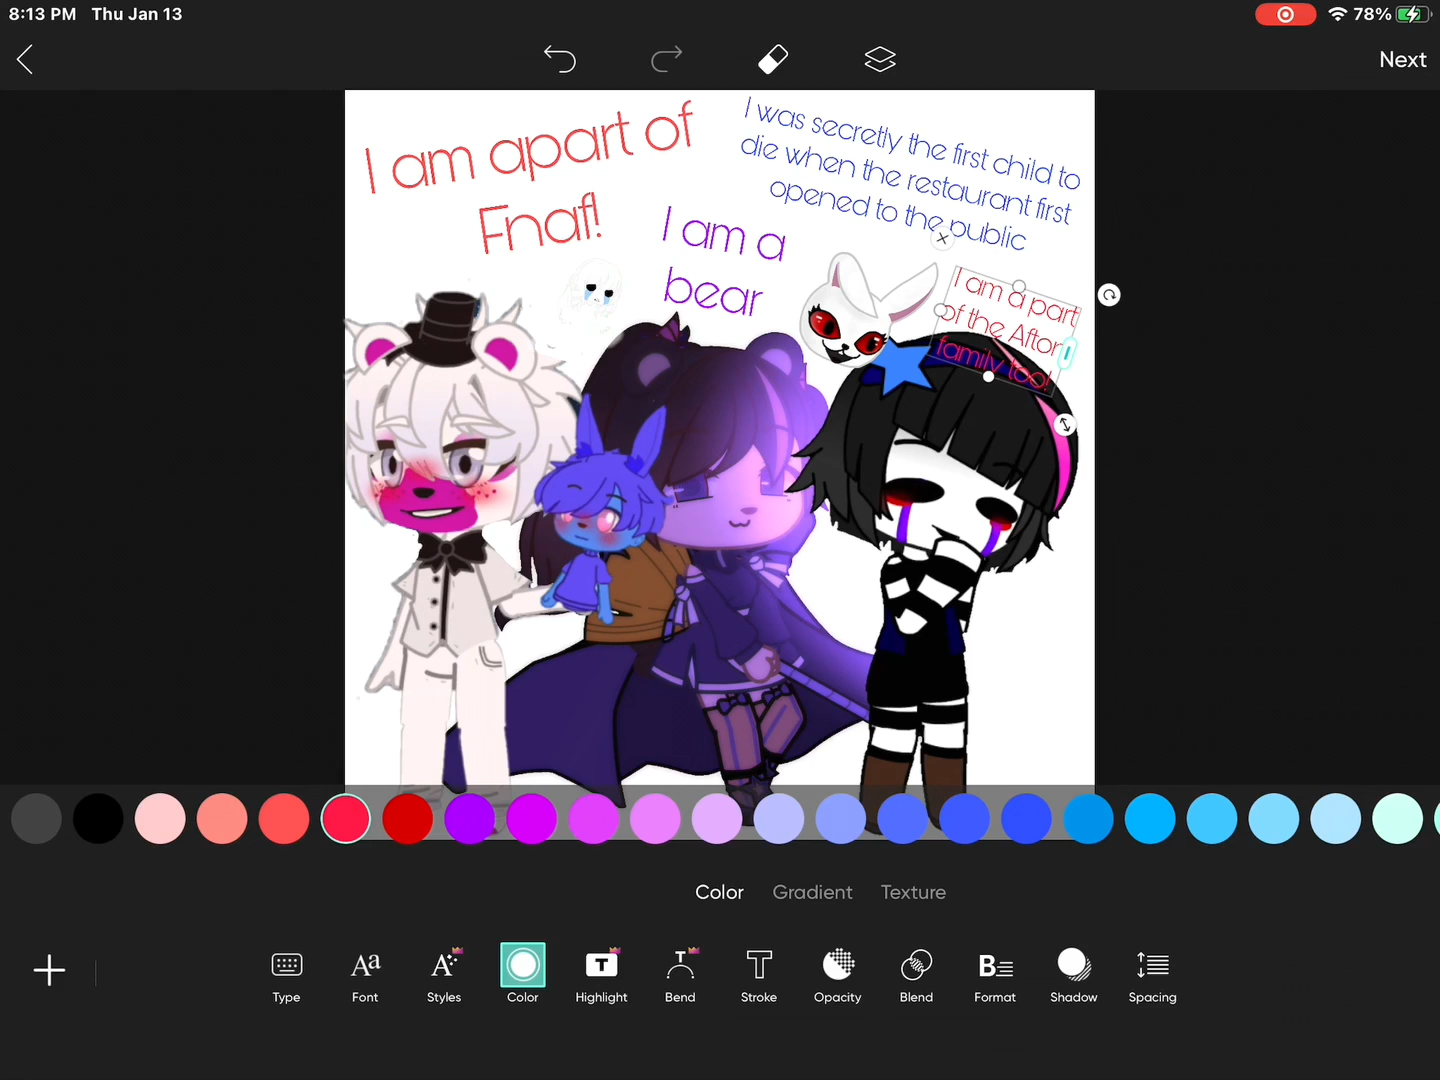 8:13 PM Thu Jan 13
78%
Next
I am apart of
Fnaf!
I was secretly the first child to
die when the restaurant first
opened to the public
I am a
bear
I am a part
of the Afton
family too!
Color Gradient Texture
Type Font Styles Color Highlight Bend Stroke Opacity Blend Format Shadow Spacing